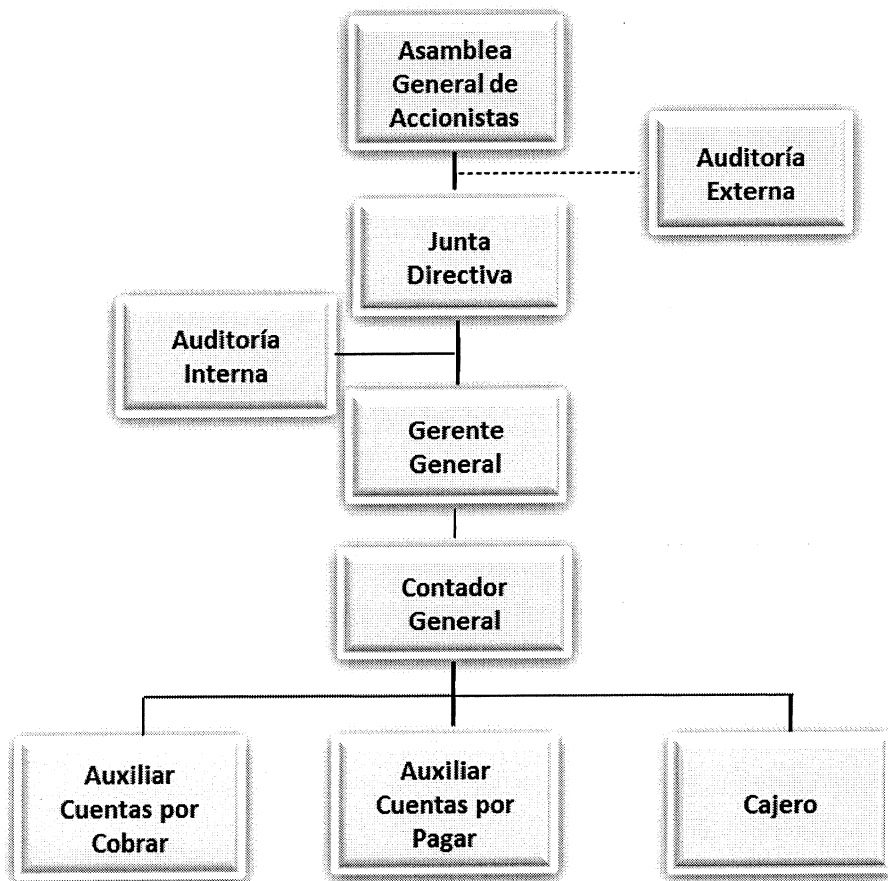 Asamblea
General de
Accionistas
Auditoría
Externa
Junta
Directiva
Auditoría
Interna
Gerente
General
Contador
General
Auxiliar
Cuentas por
Cobrar
Auxiliar
Cuentas por
Pagar
Cajero